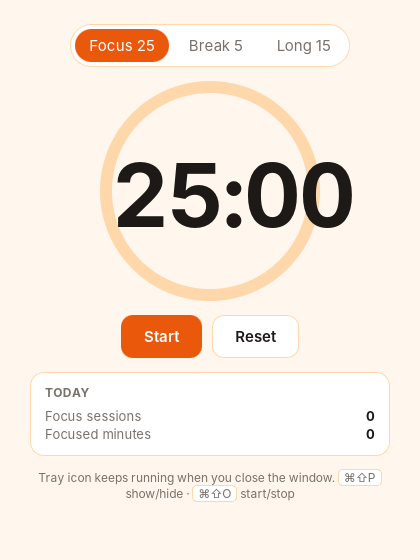 Focus 25 Break 5 Long 15
25:00
Start Reset
TODAY
Focus sessions 0
Focused minutes 0
Tray icon keeps running when you close the window. ⌘⇧P
show/hide · ⌘⇧O start/stop